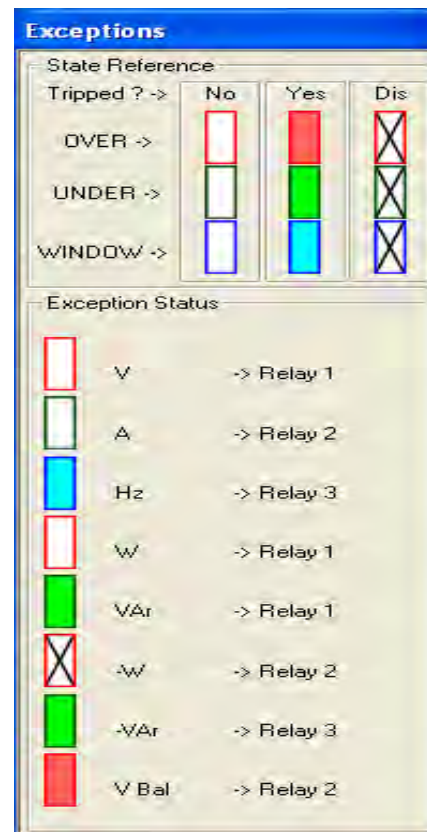 Exceptions
State Reference
Tripped ? -> No Yes Dis
OVER ->
UNDER ->
WINDOW ->
Exception Status
V -> Relay 1
A -> Relay 2
Hz -> Relay 3
W -> Relay 1
VAr -> Relay 1
-W -> Relay 2
-VAr -> Relay 3
V Bal -> Relay 2